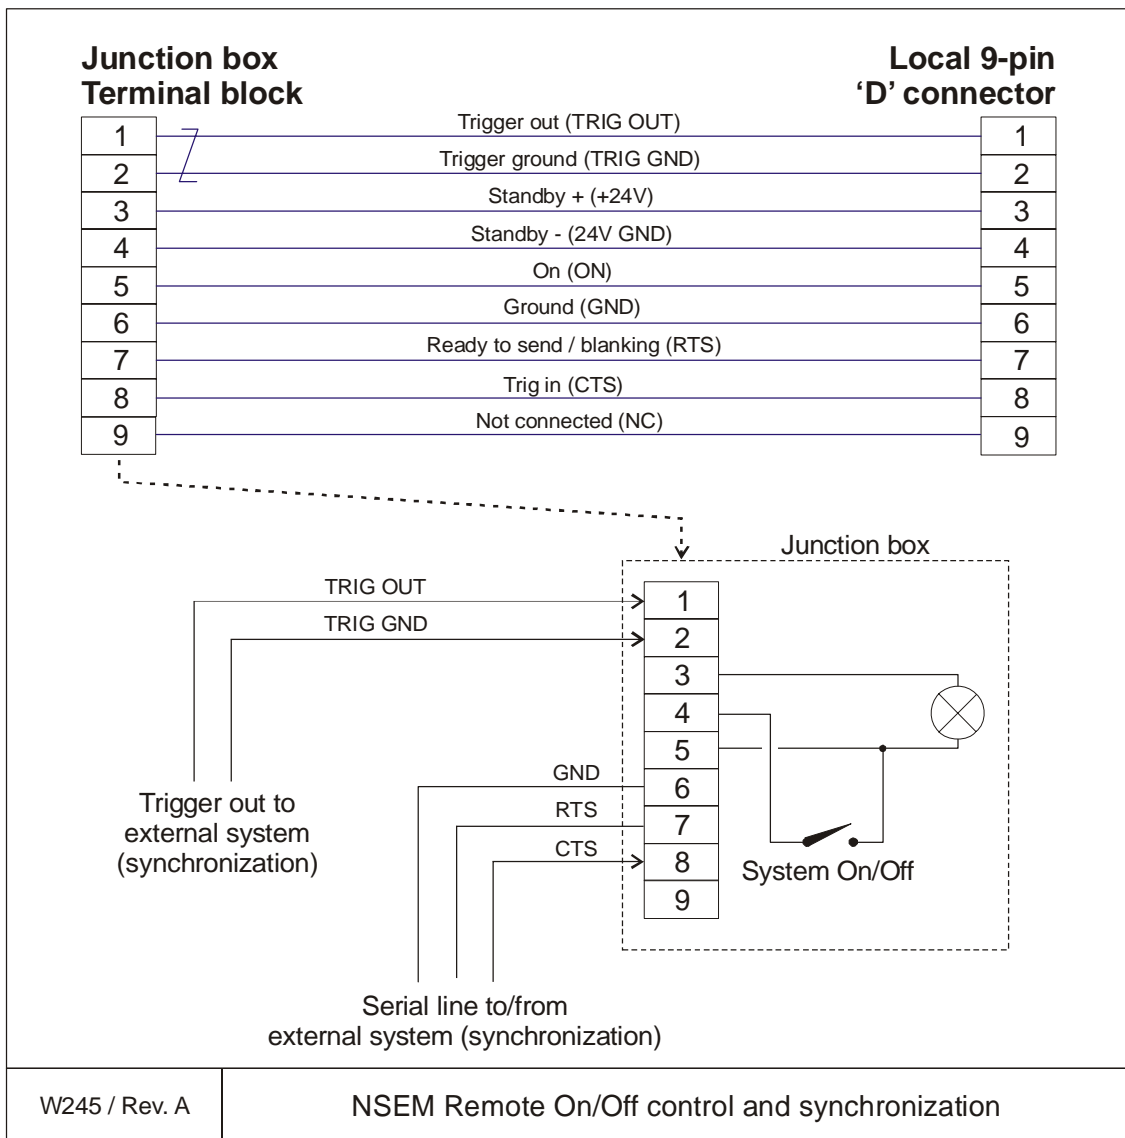 Junction box
Terminal block
Local 9-pin
‘D’ connector
1 Trigger out (TRIG OUT) 1
2 Trigger ground (TRIG GND) 2
3 Standby + (+24V) 3
4 Standby - (24V GND) 4
5 On (ON) 5
6 Ground (GND) 6
7 Ready to send / blanking (RTS) 7
8 Trig in (CTS) 8
9 Not connected (NC) 9
Junction box
TRIG OUT 1
TRIG GND 2
3
4
5
GND 6
RTS 7
CTS 8
9
System On/Off
Trigger out to
external system
(synchronization)
Serial line to/from
external system (synchronization)
W245 / Rev. A
NSEM Remote On/Off control and synchronization